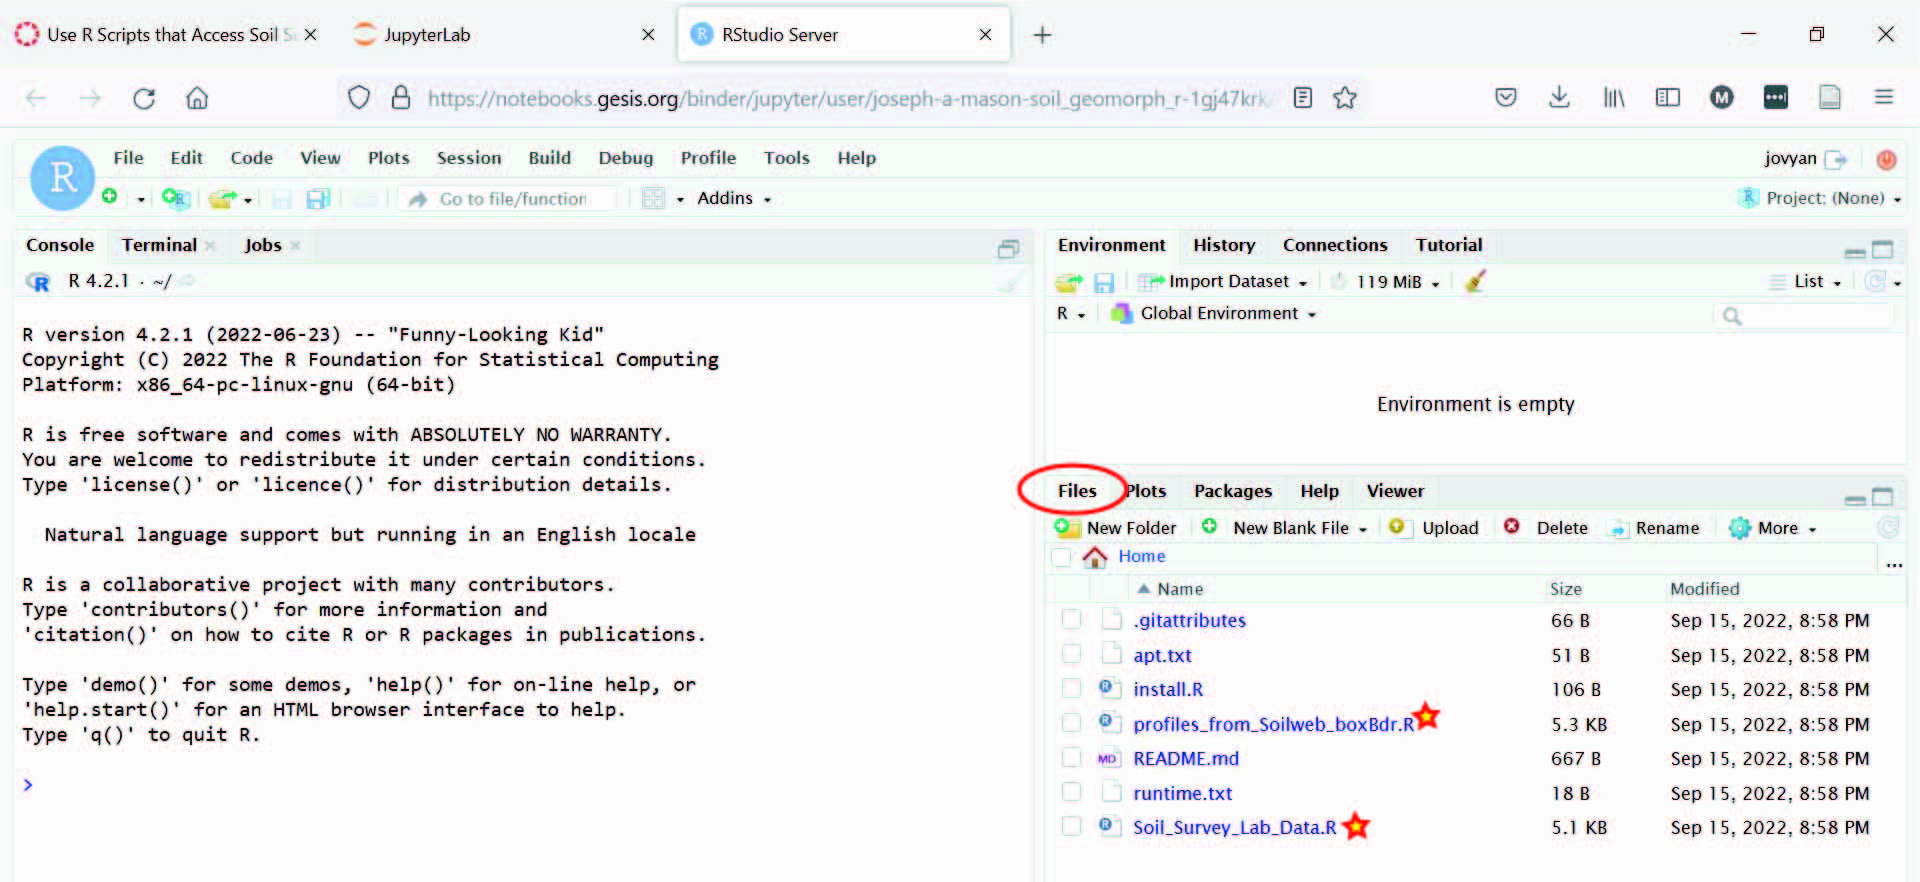 Use R Scripts that Access Soil S
JupyterLab
RStudio Server
https://notebooks.gesis.org/binder/jupyter/user/joseph-a-mason-soil_geomorph_r-1gj47krk/
R File Edit Code View Plots Session Build Debug Profile Tools Help
jovyan
Go to file/function
Addins
Project: (None)
Console Terminal Jobs
R 4.2.1 · ~/
R version 4.2.1 (2022-06-23) -- "Funny-Looking Kid"
Copyright (C) 2022 The R Foundation for Statistical Computing
Platform: x86_64-pc-linux-gnu (64-bit)
R is free software and comes with ABSOLUTELY NO WARRANTY.
You are welcome to redistribute it under certain conditions.
Type 'license()' or 'licence()' for distribution details.
Natural language support but running in an English locale
R is a collaborative project with many contributors.
Type 'contributors()' for more information and
'citation()' on how to cite R or R packages in publications.
Type 'demo()' for some demos, 'help()' for on-line help, or
'help.start()' for an HTML browser interface to help.
Type 'q()' to quit R.
>
Environment History Connections Tutorial
Import Dataset 119 MiB List
R Global Environment
Environment is empty
Files Plots Packages Help Viewer
New Folder New Blank File Upload Delete Rename More
Home ...
Name Size Modified
.gitattributes 66 B Sep 15, 2022, 8:58 PM
apt.txt 51 B Sep 15, 2022, 8:58 PM
install.R 106 B Sep 15, 2022, 8:58 PM
profiles_from_Soilweb_boxBdr.R 5.3 KB Sep 15, 2022, 8:58 PM
MD README.md 667 B Sep 15, 2022, 8:58 PM
runtime.txt 18 B Sep 15, 2022, 8:58 PM
Soil_Survey_Lab_Data.R 5.1 KB Sep 15, 2022, 8:58 PM